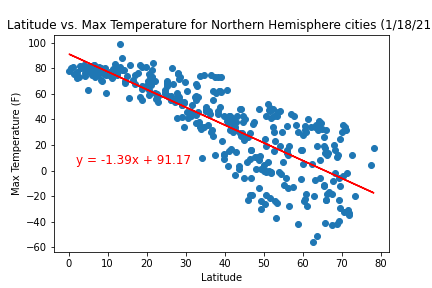 Latitude vs. Max Temperature for Northern Hemisphere cities (1/18/21
100
80
60
40
20
0
−20
−40
−60
Max Temperature (F)
y = -1.39x + 91.17
0 10 20 30 40 50 60 70 80
Latitude